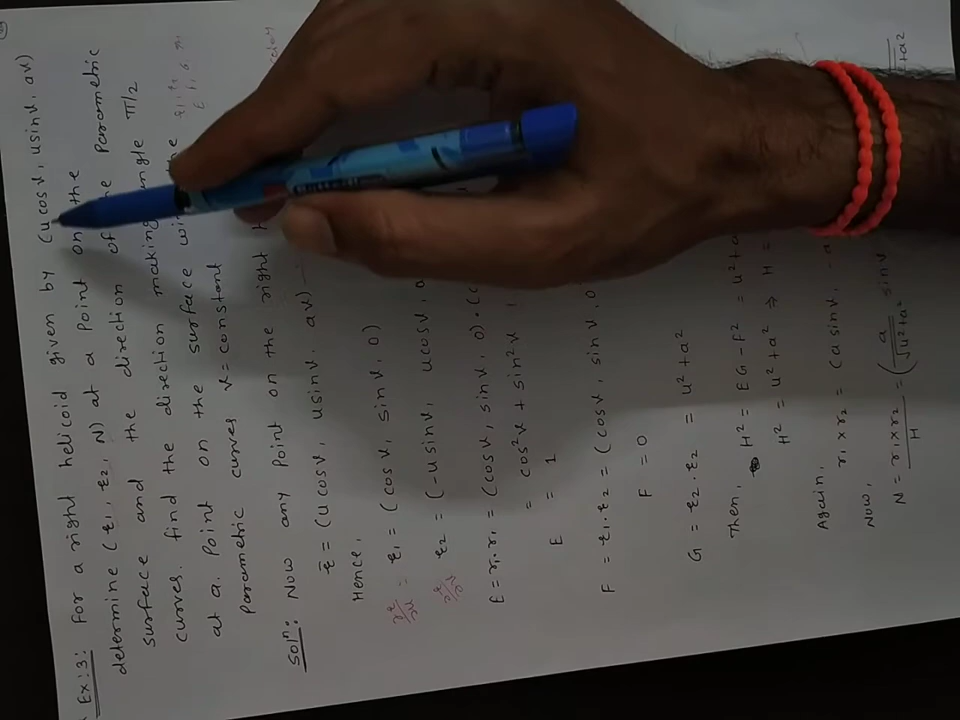 Ex:3: For a right helicoid given by (u cos v, u sin v, av)
determine (r1, r2, N) at a point on the
surface and the direction of the Parametric
curves. find the direction making angle π/2
at a point on the surface with the
parametric curves v = constant
Soln: Now any point on the right
r̄ = (u cos v, u sin v, av)
Hence,
∂r/∂u = r1 = (cos v, sin v, 0)
∂r/∂v r2 = (-u sin v, u cos v,
E = r1.r1 = (cos v, sin v, 0).
= cos²v + sin²v
E = 1
F = r1.r2 = (cos v, sin v, 0
F = 0
G = r2.r2 = u²+a²
Then, H² = EG-F² = u²+a
H² = u²+a² ⇒ H =
Again,
r1 x r2 = (a sin v, -a
Now,
N = r1xr2/H = (a/√u²+a² sin v